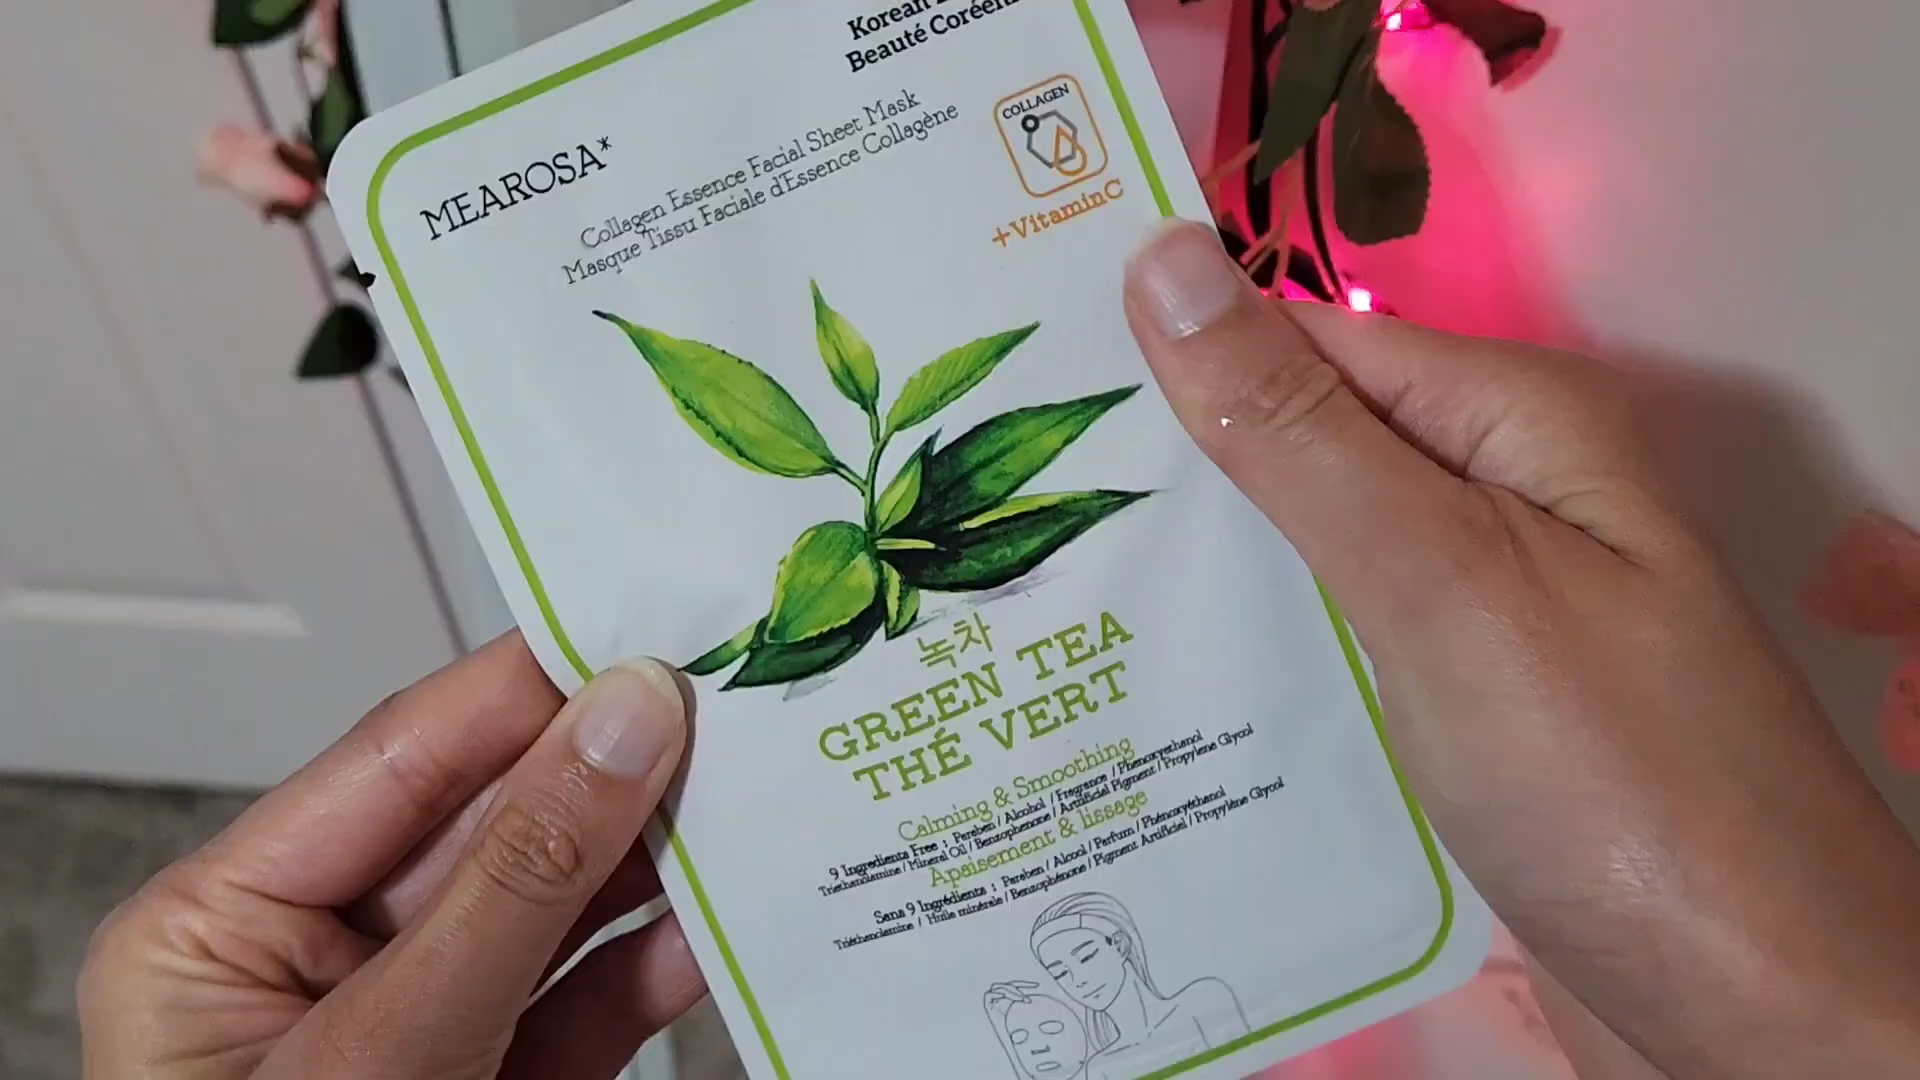 Korean
Beauté
MEAROSA*
Collagen Essence Facial Sheet Mask
Masque Tissu Faciale d'Essence Collagène
COLLAGEN
+VitaminC
녹차
GREEN TEA
THÉ VERT
Calming & Smoothing
9 Ingredients Free : Paraben / Alcohol / Fragrance / Phenoxyethanol
Triethanolamine / Mineral Oil / Benzophenone / Artificial Pigment / Propylene Glycol
Apaisement & lissage
Sans 9 Ingrédients : Paraben / Alcool / Parfum / Phénoxyéthanol
Triéthanolamine / Huile minérale / Benzophénone / Pigment Artificiel / Propylène Glycol